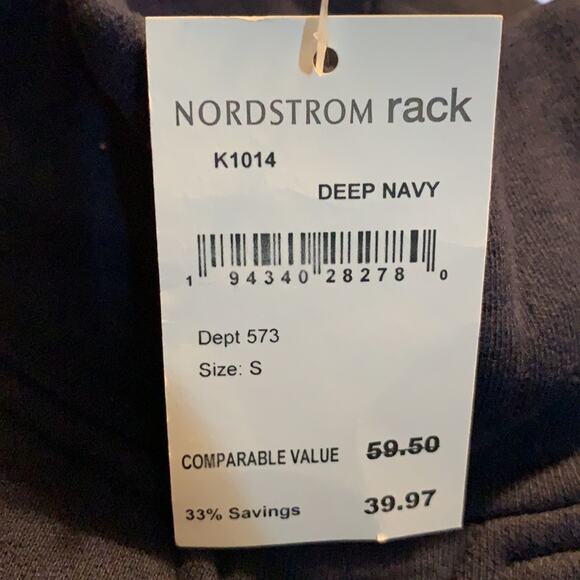 NORDSTROM rack
K1014
DEEP NAVY
1 94340 28278 0
Dept 573
Size: S
COMPARABLE VALUE 59.50
33% Savings 39.97